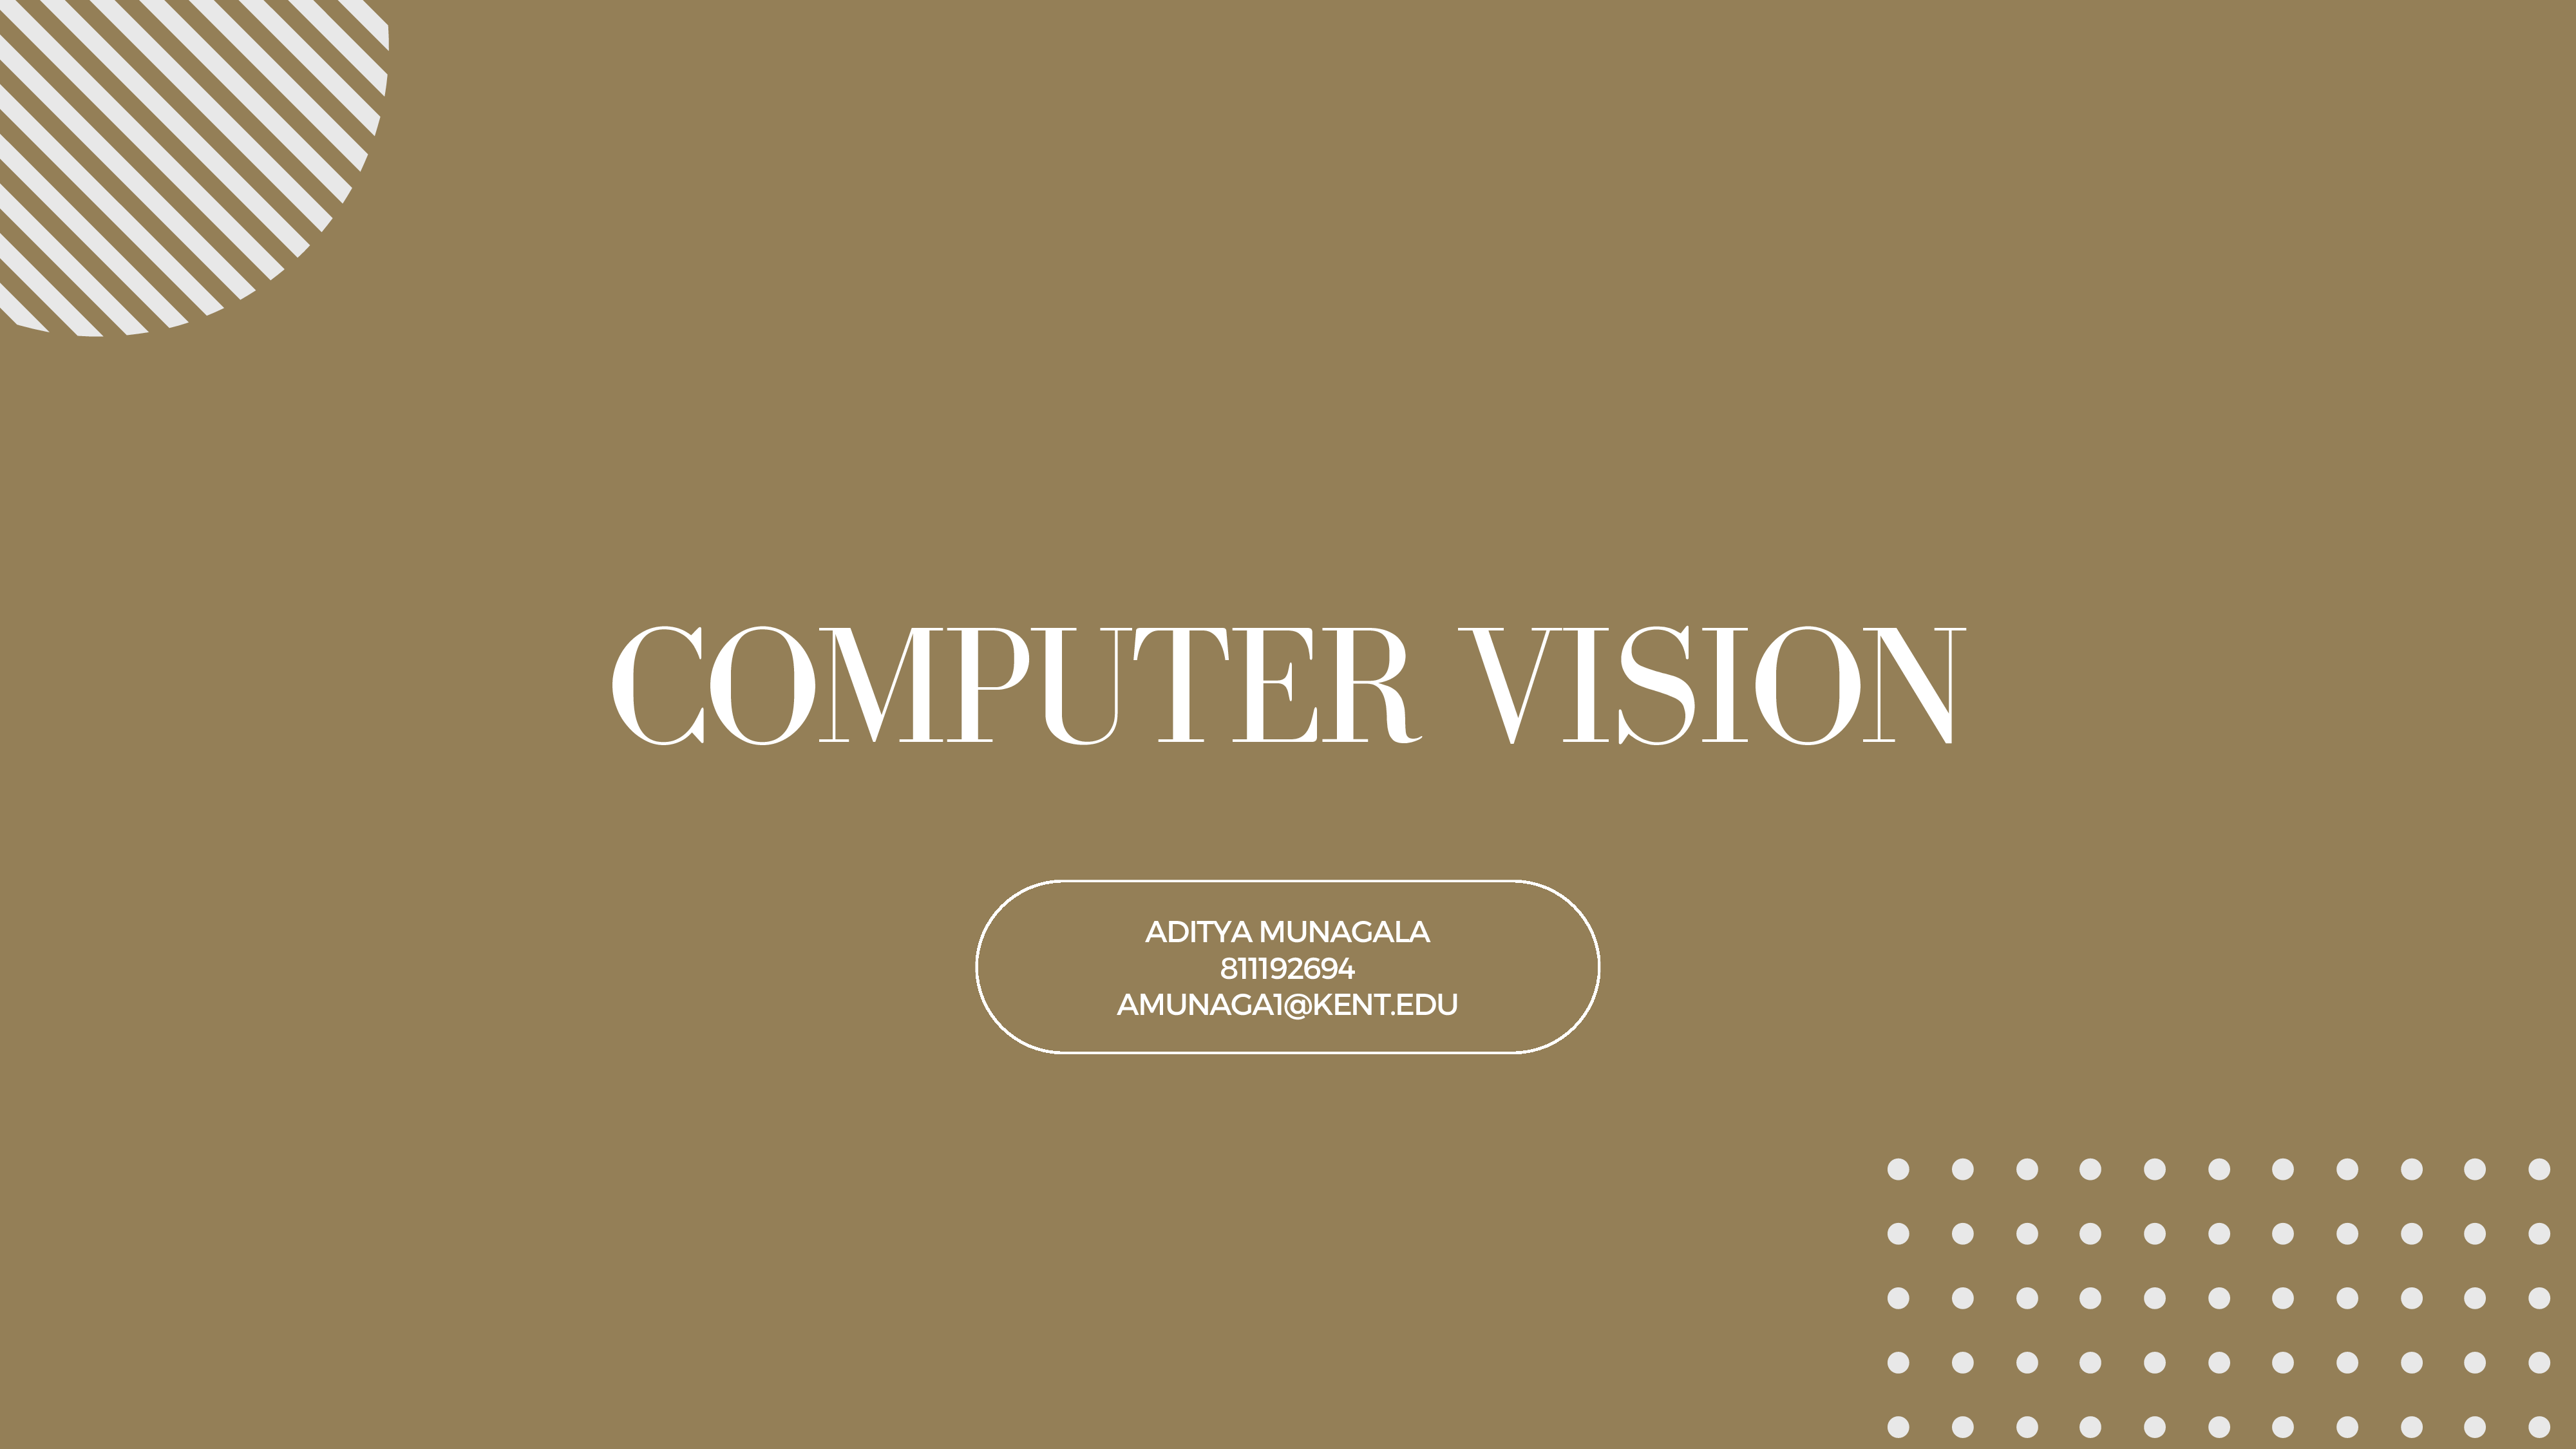 COMPUTER VISION
ADITYA MUNAGALA
811192694
AMUNAGA1@KENT.EDU